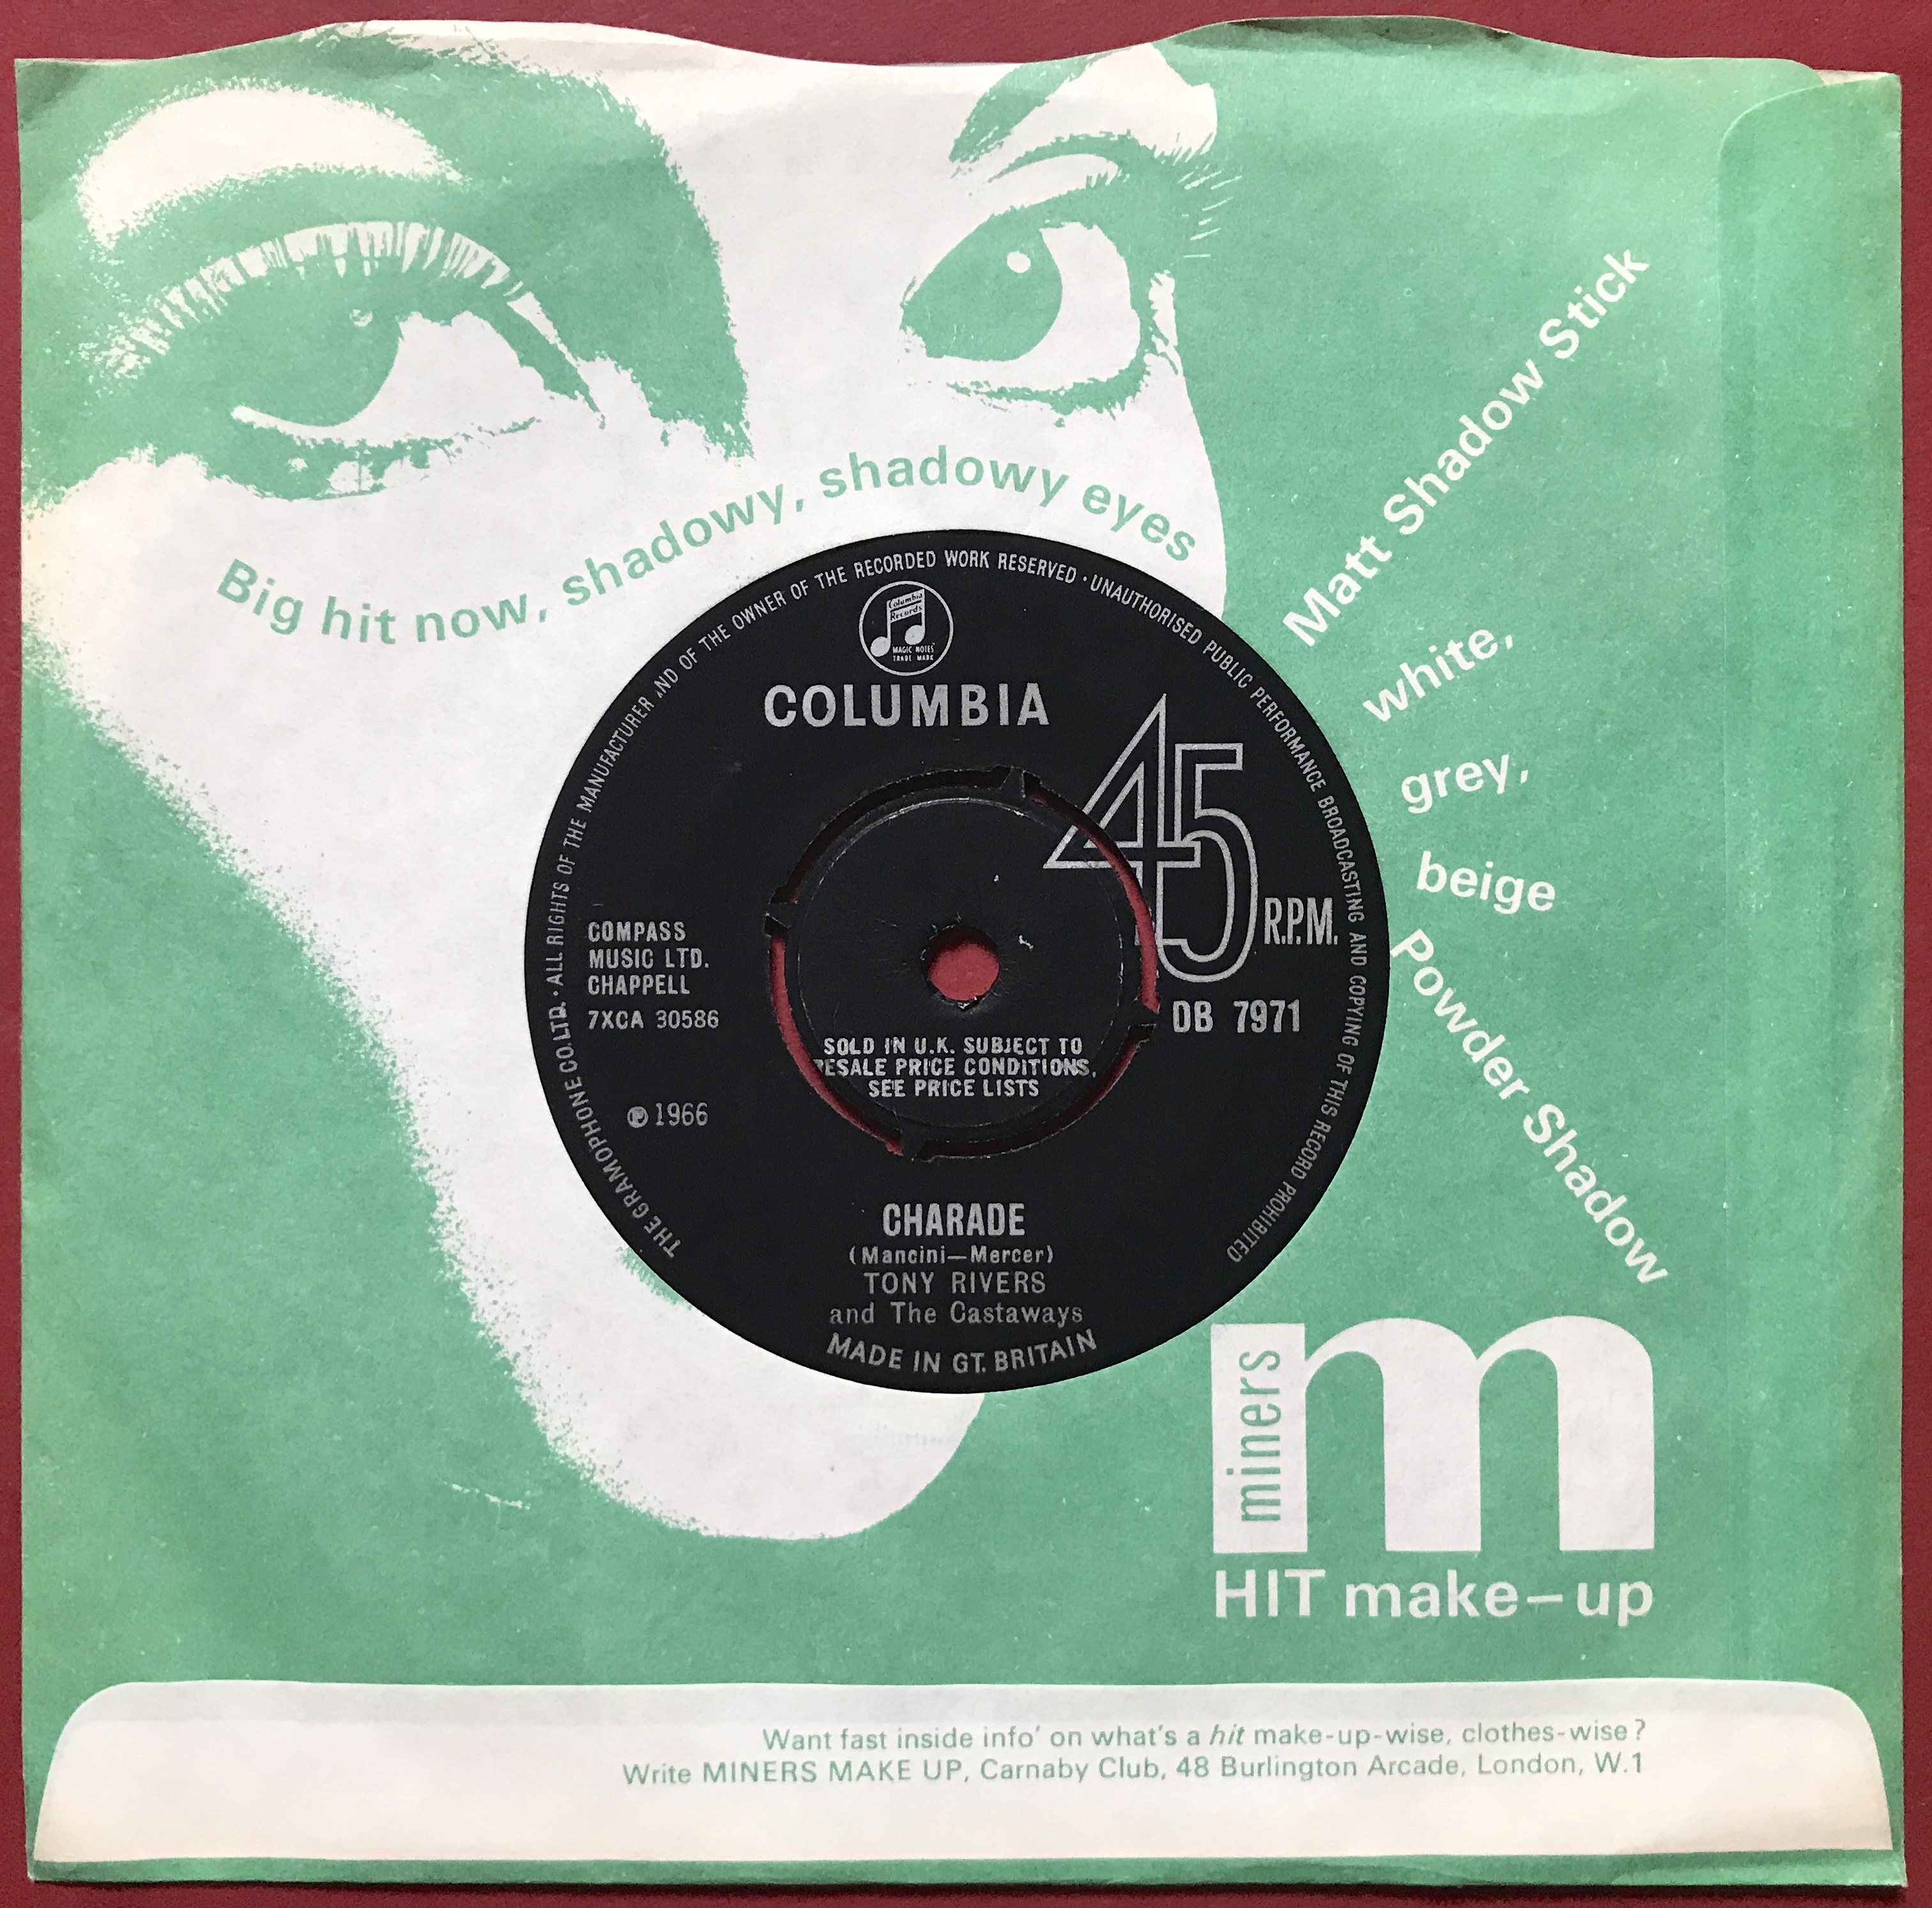 Big hit now, shadowy, shadowy eyes
Matt Shadow Stick
white,
grey,
beige
Powder Shadow
THE GRAMOPHONE CO. LTD. · ALL RIGHTS OF THE MANUFACTURER AND OF THE OWNER OF THE RECORDED WORK RESERVED · UNAUTHORISED PUBLIC PERFORMANCE BROADCASTING AND COPYING OF THIS RECORD PROHIBITED
Columbia
Records
MAGIC NOTES
TRADE MARK
COLUMBIA
45 R.P.M.
COMPASS
MUSIC LTD.
CHAPPELL
7XCA 30586
DB 7971
SOLD IN U.K. SUBJECT TO
RESALE PRICE CONDITIONS,
SEE PRICE LISTS
℗ 1966
CHARADE
(Mancini—Mercer)
TONY RIVERS
and The Castaways
MADE IN GT. BRITAIN
miners
m
HIT make-up
Want fast inside info' on what's a hit make-up-wise, clothes-wise?
Write MINERS MAKE UP, Carnaby Club, 48 Burlington Arcade, London, W.1